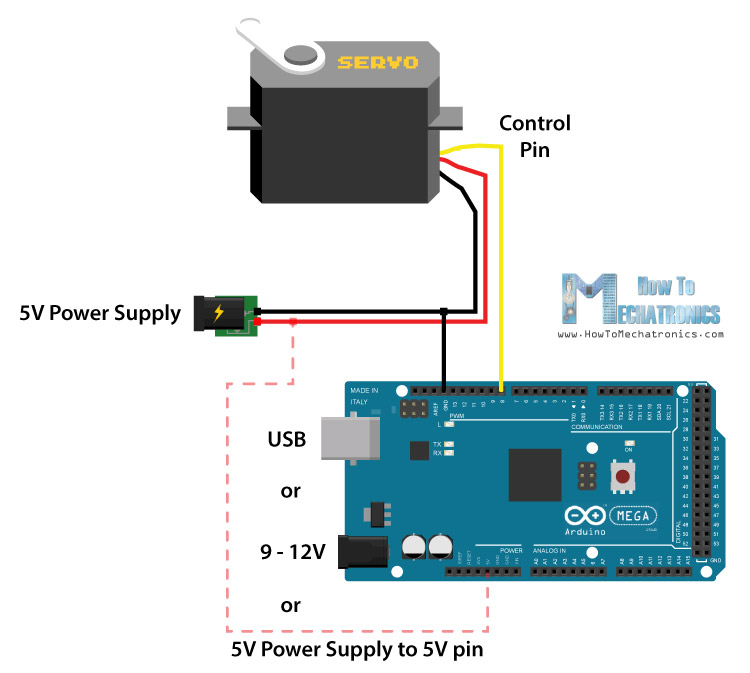 SERVO
Control
Pin
5V Power Supply
How To
MECHATRONICS
www.HowToMechatronics.com
MADE IN
ITALY
AREF
GND
13
12
11
10
9
8
7
6
5
4
3
2
TX0 ▶ 1
RX0 ◀ 0
TX3 14
RX3 15
TX2 16
RX2 17
TX1 18
RX1 19
SDA 20
SCL 21
PWM
COMMUNICATION
L
TX
RX
ON
USB
or
9 - 12V
or
Arduino
MEGA
DIGITAL
22
24
26
28
30
32
34
36
38
40
42
44
46
48
50
52
31
33
35
37
39
41
43
45
47
49
51
53
GND
POWER
ANALOG IN
RESET
5V
GND
GND
VIN
A0
A1
A2
A3
A4
A5
A7
A8
A9
A10
A11
A12
A13
A14
A15
5V Power Supply to 5V pin